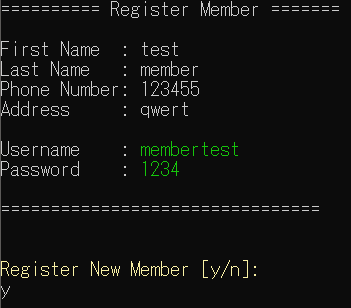 ========== Register Member =======
First Name  : test
Last Name   : member
Phone Number: 123455
Address     : qwert
Username    : membertest
Password    : 1234
================================
Register New Member [y/n]:
y